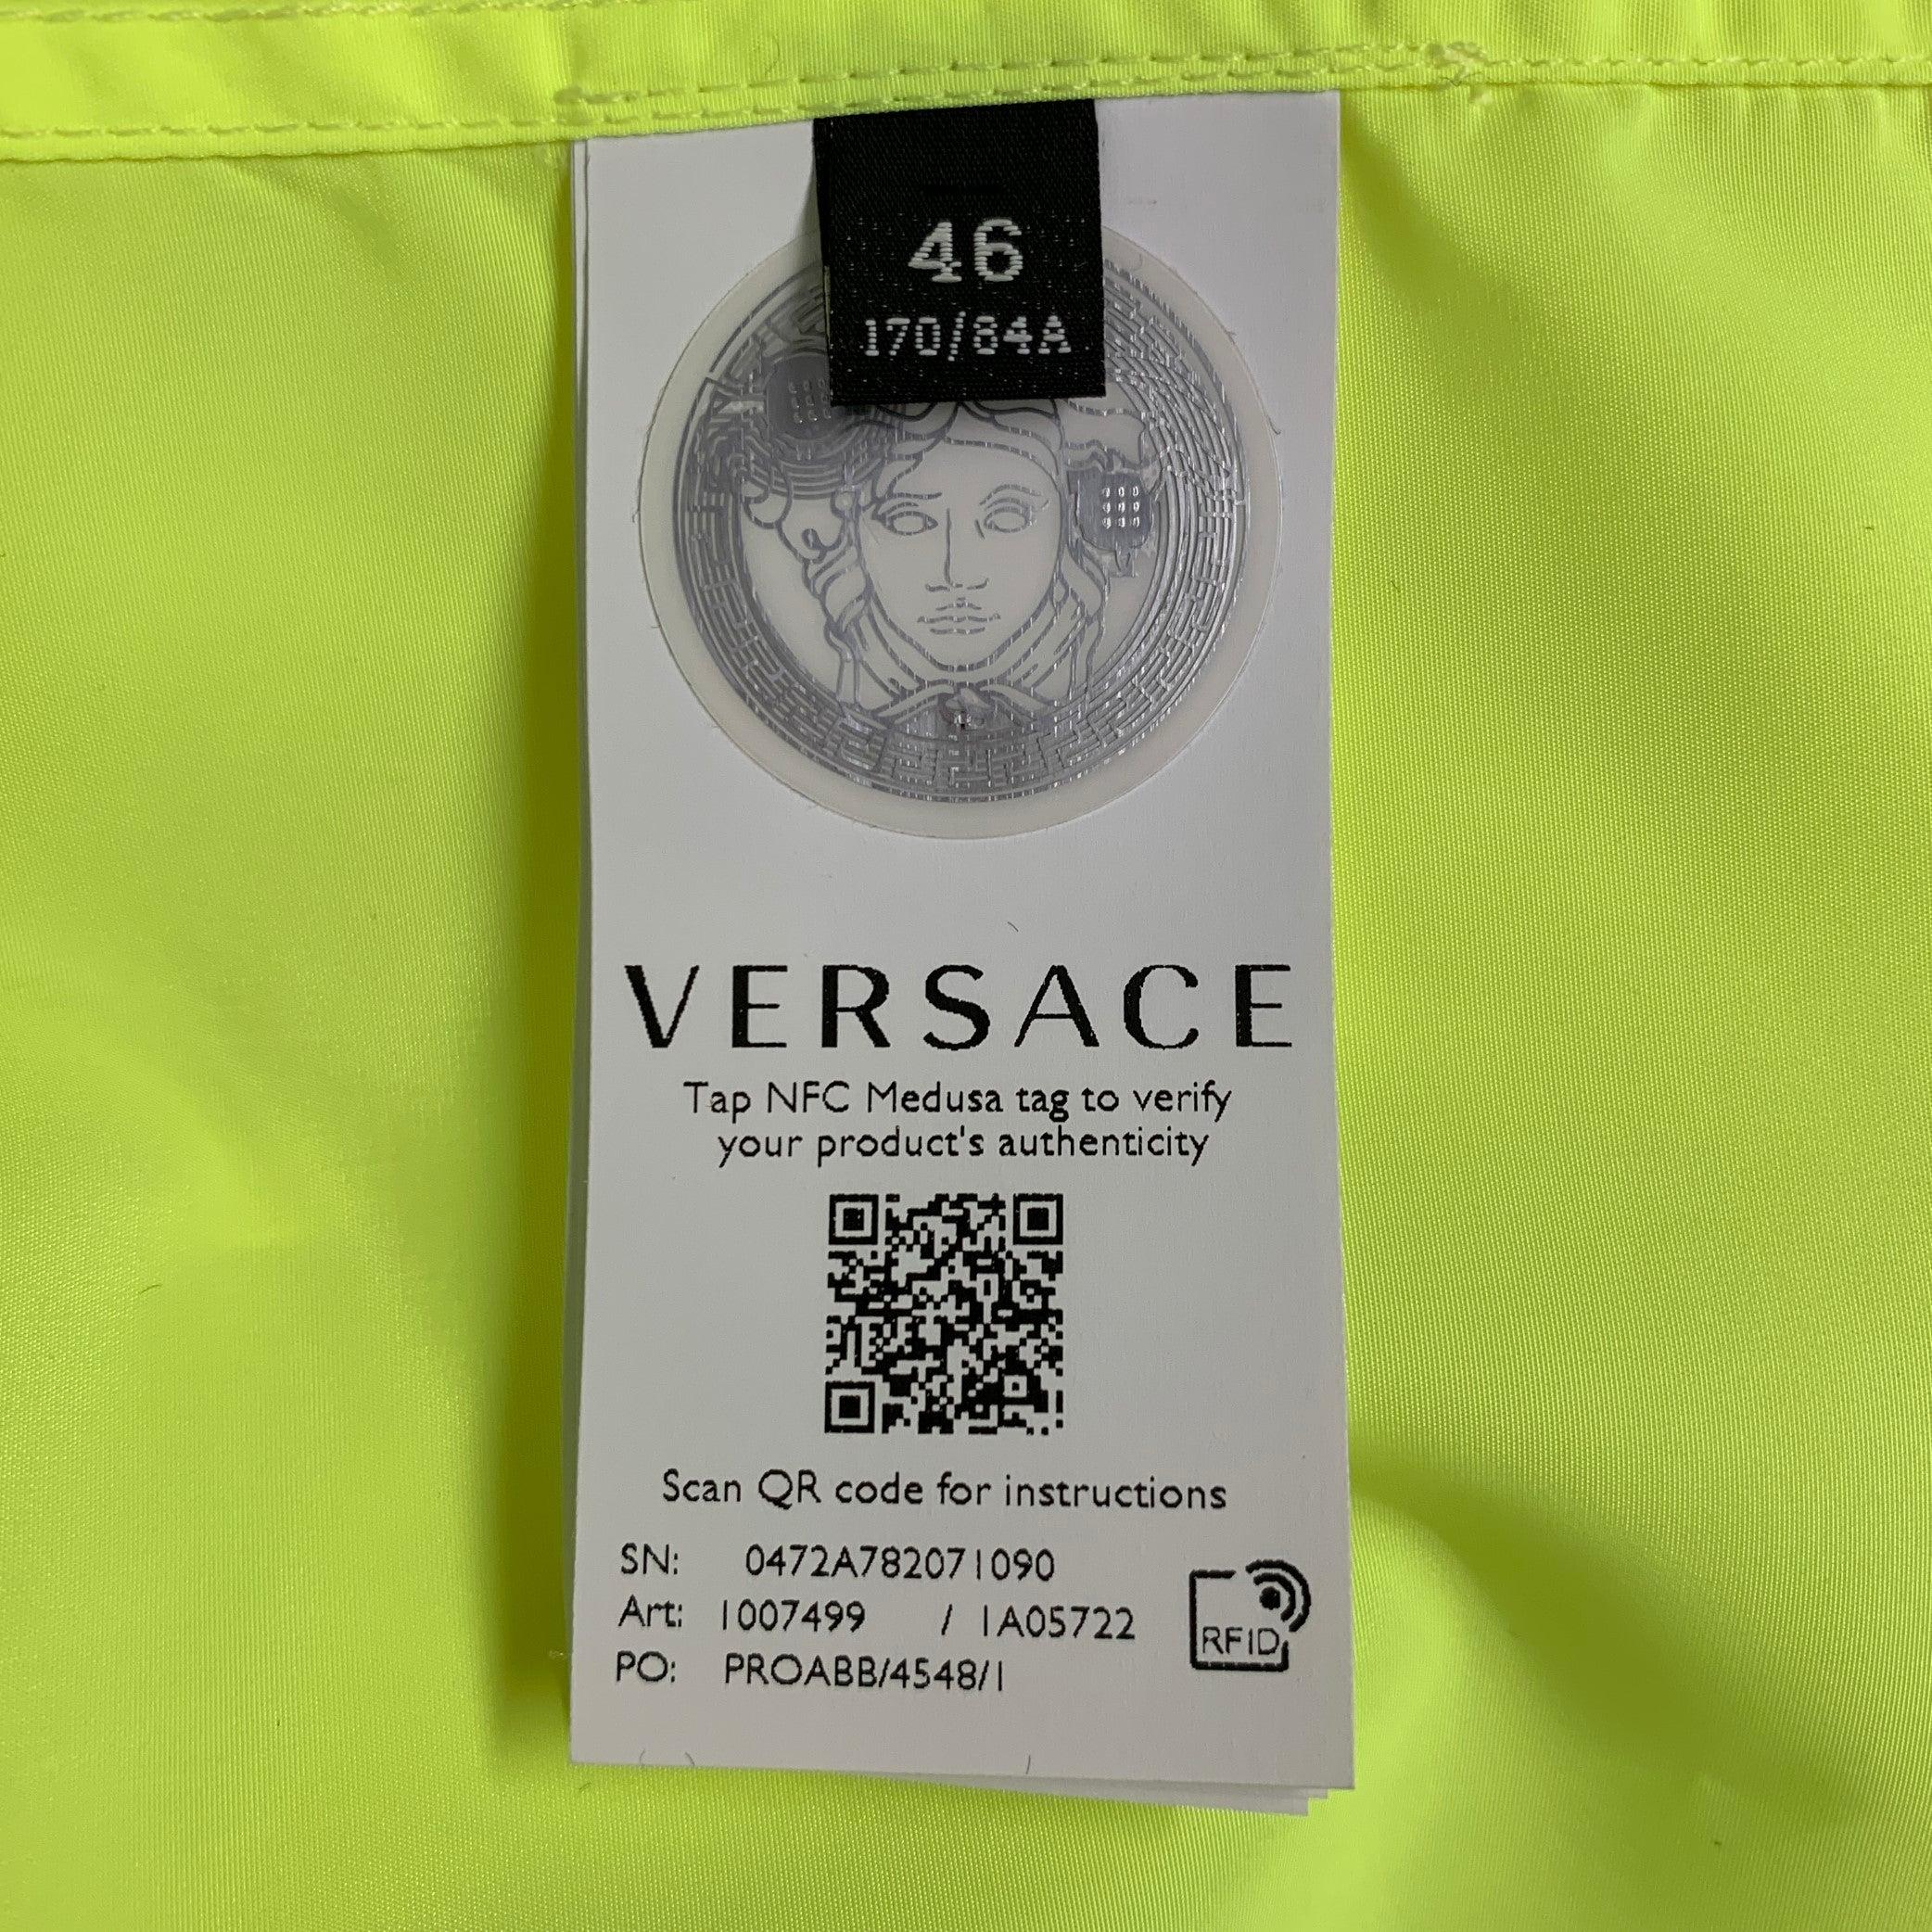 46
170/84A
VERSACE
Tap NFC Medusa tag to verify
your product's authenticity
Scan QR code for instructions
SN: 0472A782071090
Art: 1007499 / 1A05722
PO: PROABB/4548/1
RFID